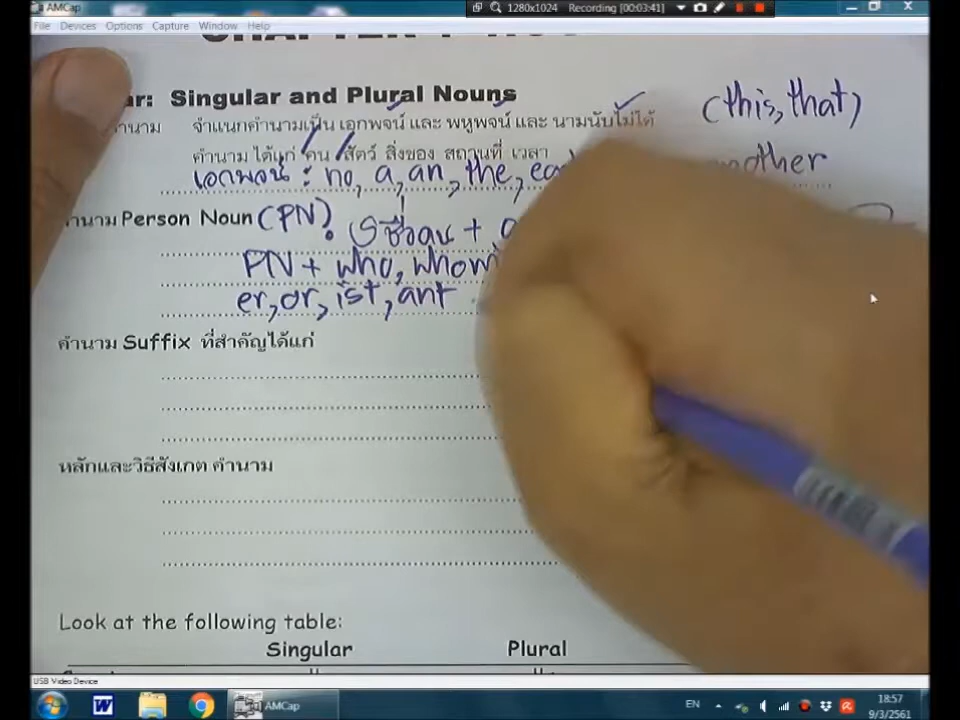 AMCap
1280x1024 Recording [00:03:41]
File Devices Options Capture Window Help
ar: Singular and Plural Nouns
จำแนกคำนามเป็น เอกพจน์ และ พหูพจน์ และ นามนับไม่ได้
(this, that)
คำนาม ได้แก่ คน สัตว์ สิ่งของ สถานที่ เวลา
เอกพจน์ : no, a, an, the,
Person Noun (PN) :
PN + who, whom
er, or, ist, ant
คำนาม Suffix ที่สำคัญได้แก่
หลักและวิธีสังเกต คำนาม
Look at the following table:
Singular Plural
USB Video Device
AMCap
EN
18:57
9/3/2561